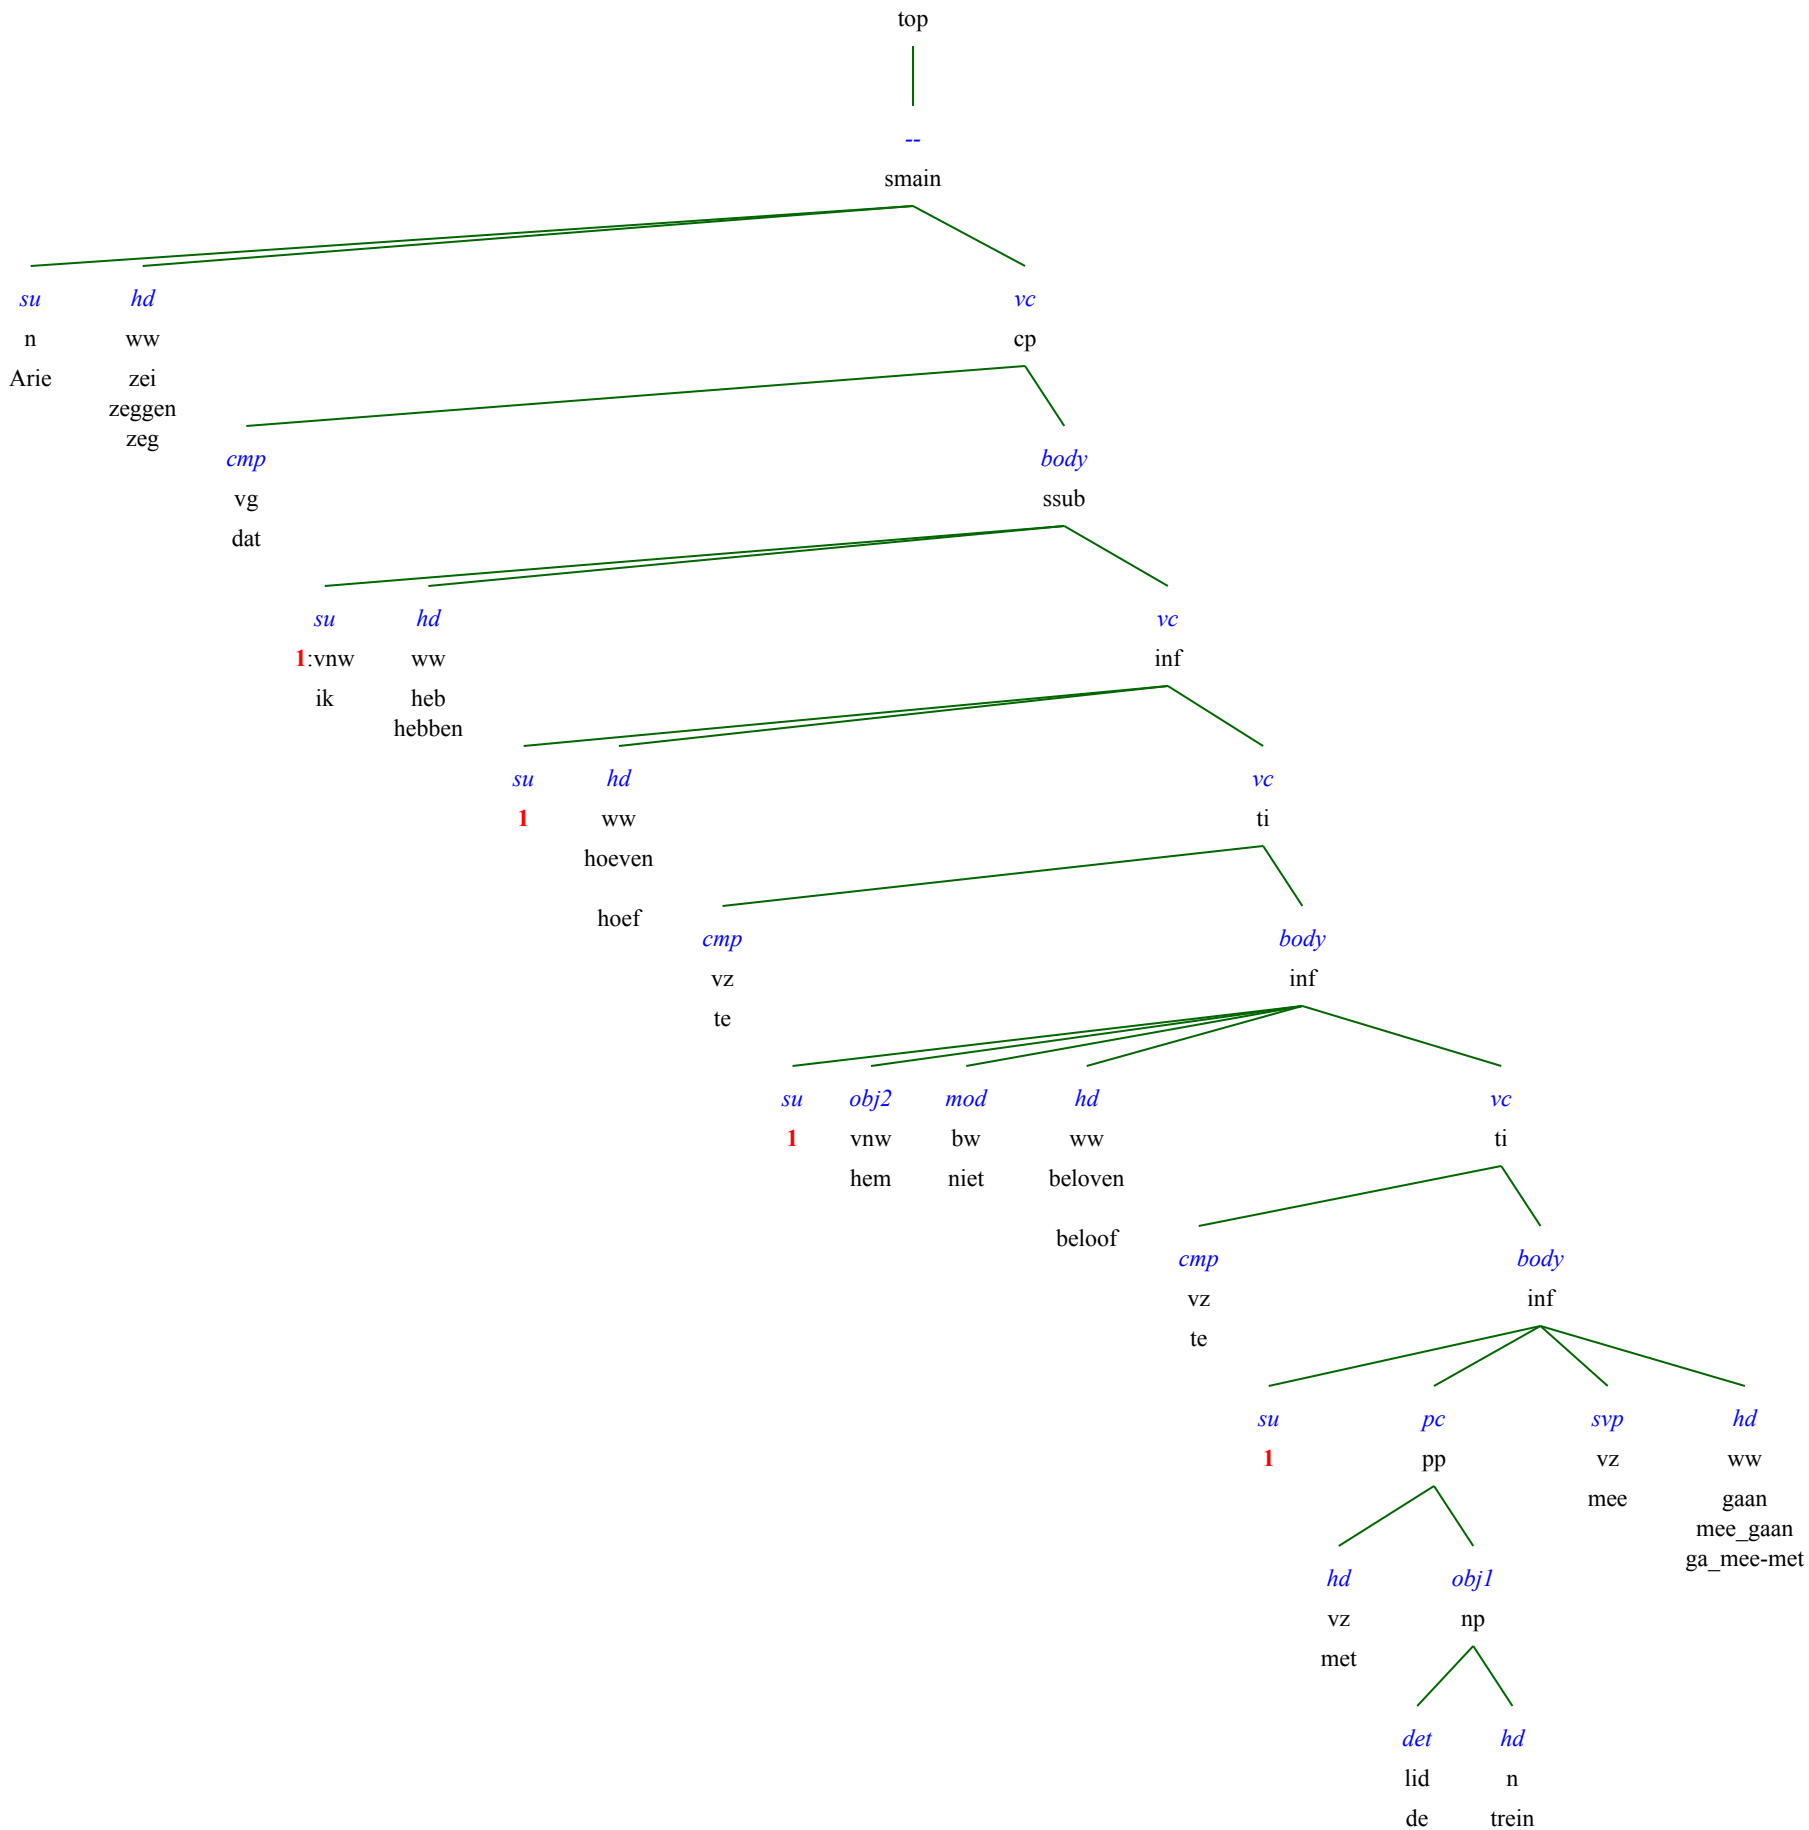 top
--
smain
su hd vc
n ww cp
Arie zei
zeggen
zeg
cmp body
vg ssub
dat
su hd vc
1:vnw ww inf
ik heb
hebben
su hd vc
1 ww ti
hoeven
hoef
cmp body
vz inf
te
su obj2 mod hd vc
1 vnw bw ww ti
hem niet beloven
beloof
cmp body
vz inf
te
su pc svp hd
1 pp vz ww
mee gaan
mee_gaan
ga_mee-met
hd obj1
vz np
met
det hd
lid n
de trein